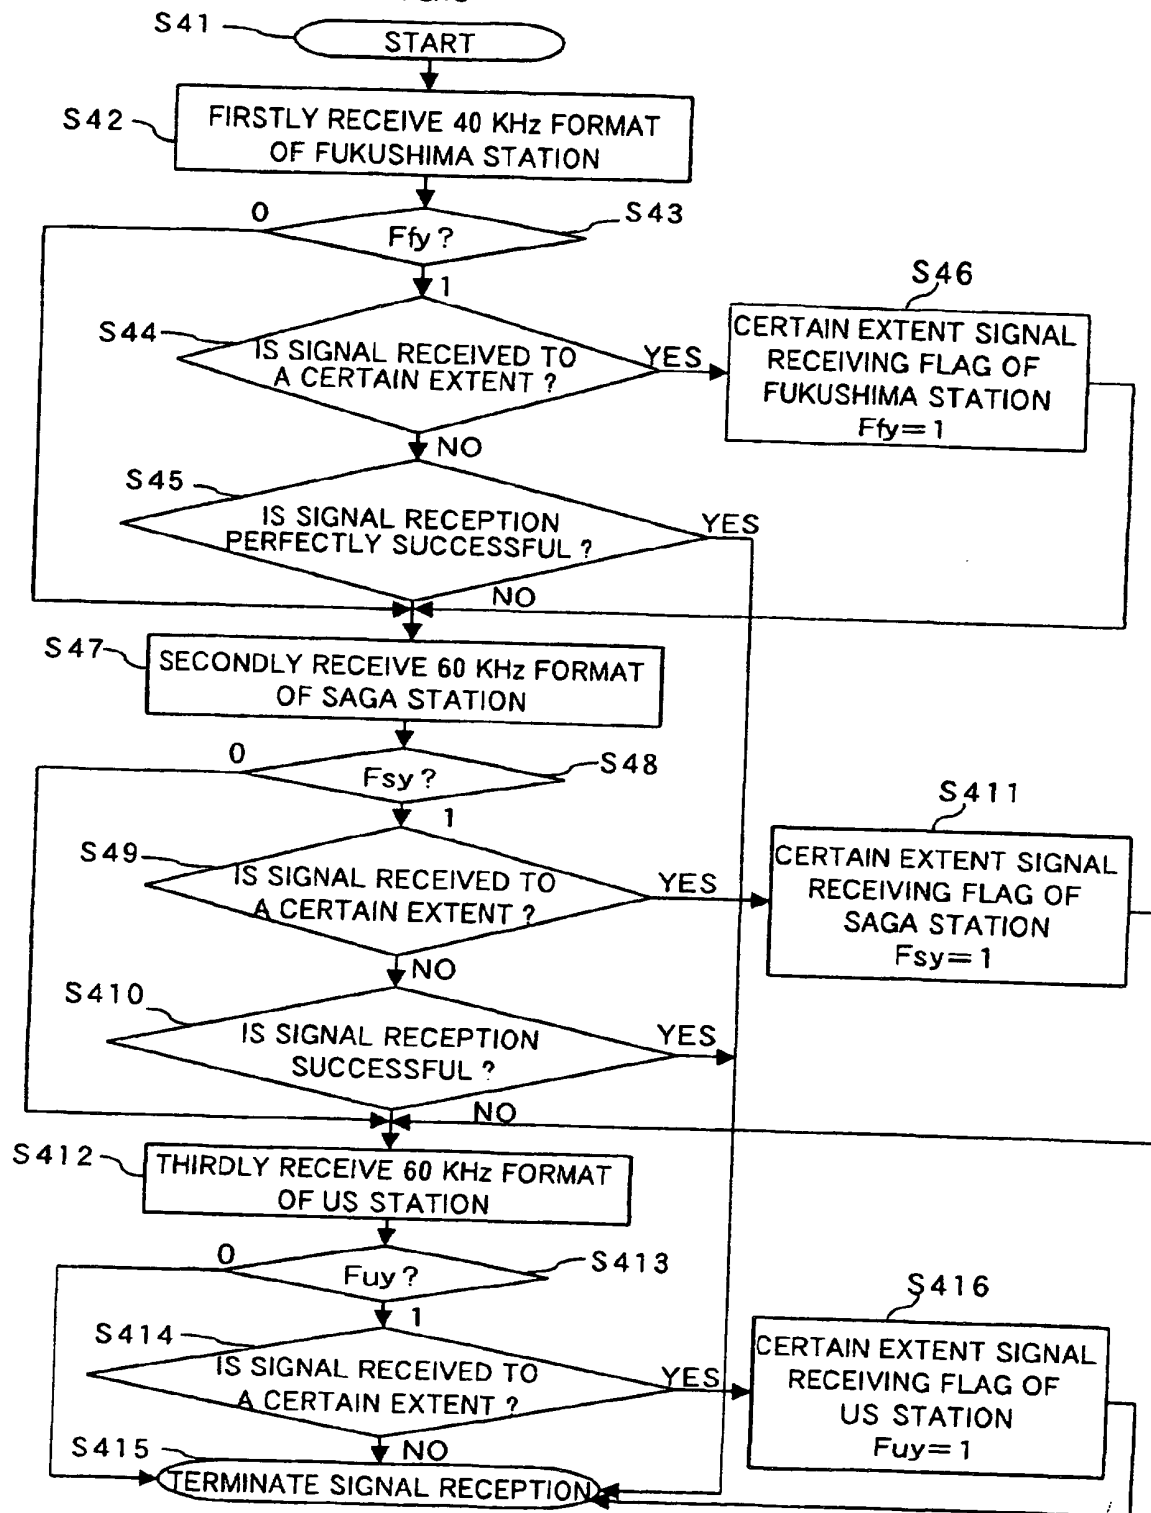 S41
START
S42
FIRSTLY RECEIVE 40 KHz FORMAT
OF FUKUSHIMA STATION
0
S43
Ffy?
1
S46
S44
IS SIGNAL RECEIVED TO
A CERTAIN EXTENT?
YES
CERTAIN EXTENT SIGNAL
RECEIVING FLAG OF
FUKUSHIMA STATION
Ffy=1
NO
S45
IS SIGNAL RECEPTION
PERFECTLY SUCCESSFUL?
YES
NO
S47
SECONDLY RECEIVE 60 KHz FORMAT
OF SAGA STATION
0
S48
Fsy?
1
S411
S49
IS SIGNAL RECEIVED TO
A CERTAIN EXTENT?
YES
CERTAIN EXTENT SIGNAL
RECEIVING FLAG OF
SAGA STATION
Fsy=1
NO
S410
IS SIGNAL RECEPTION
SUCCESSFUL?
YES
NO
S412
THIRDLY RECEIVE 60 KHz FORMAT
OF US STATION
0
S413
Fuy?
1
S416
S414
IS SIGNAL RECEIVED TO
A CERTAIN EXTENT?
YES
CERTAIN EXTENT SIGNAL
RECEIVING FLAG OF
US STATION
Fuy=1
NO
S415
TERMINATE SIGNAL RECEPTION